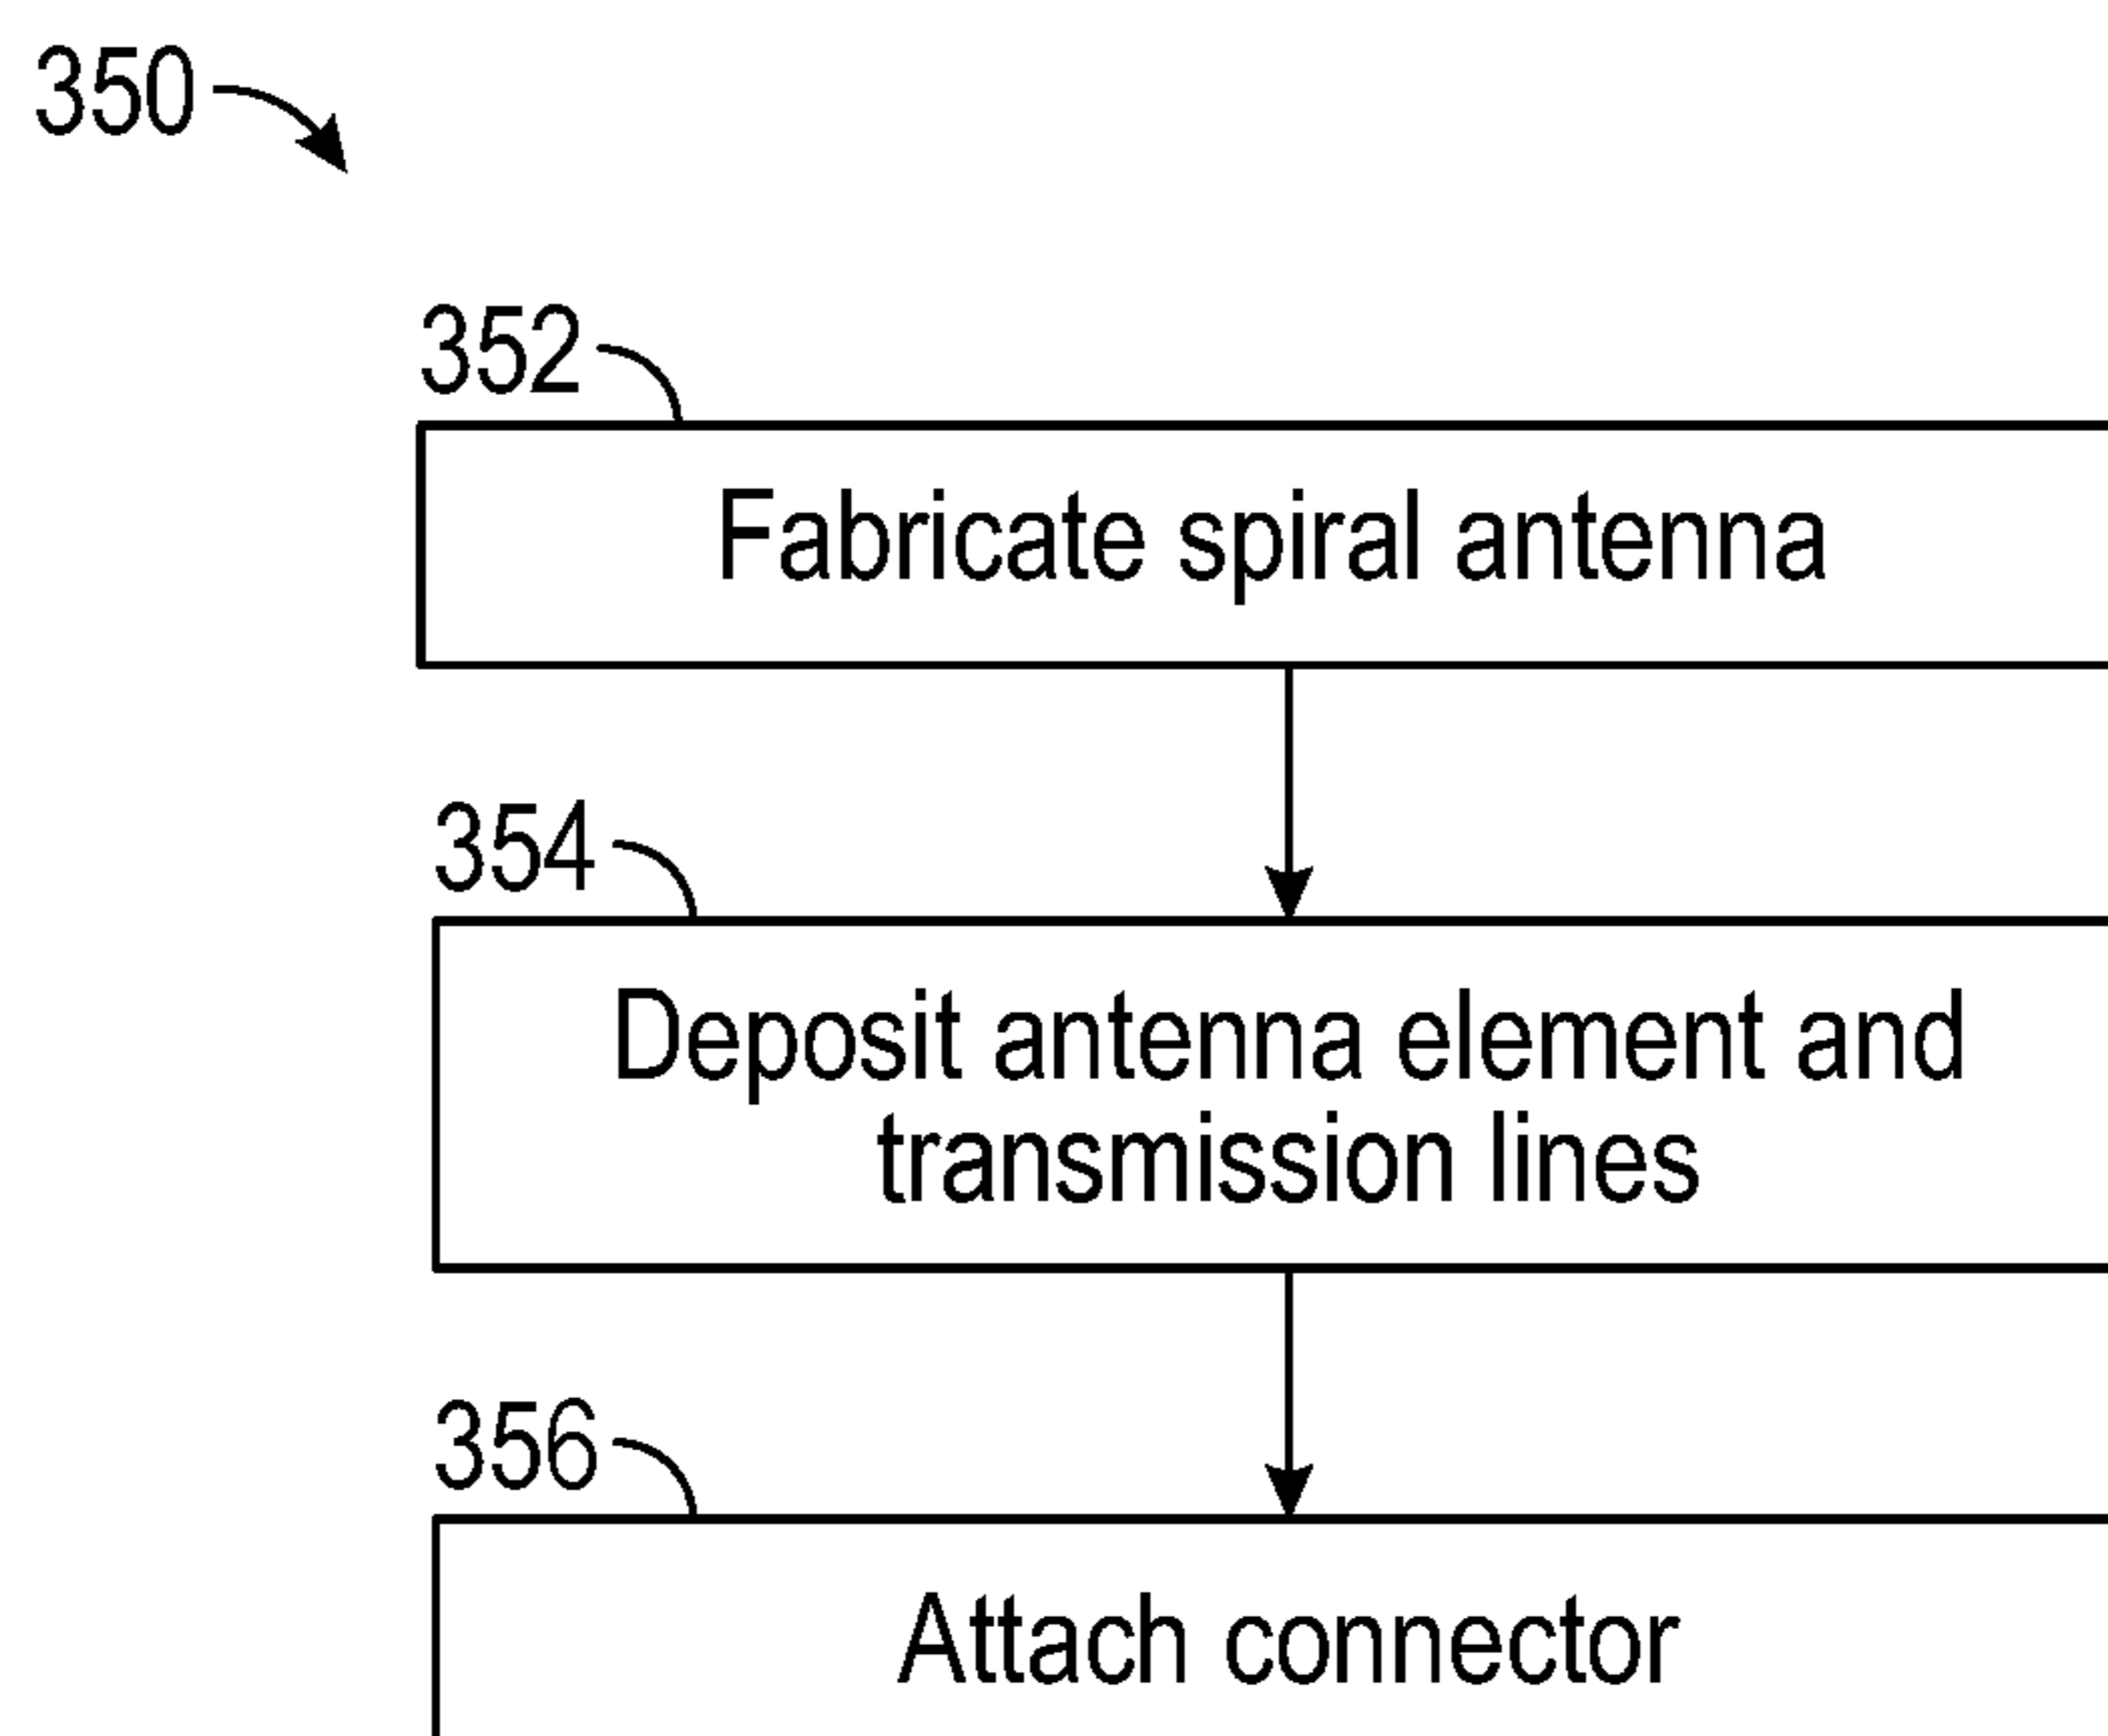 350
352
Fabricate spiral antenna
354
Deposit antenna element and
transmission lines
356
Attach connector